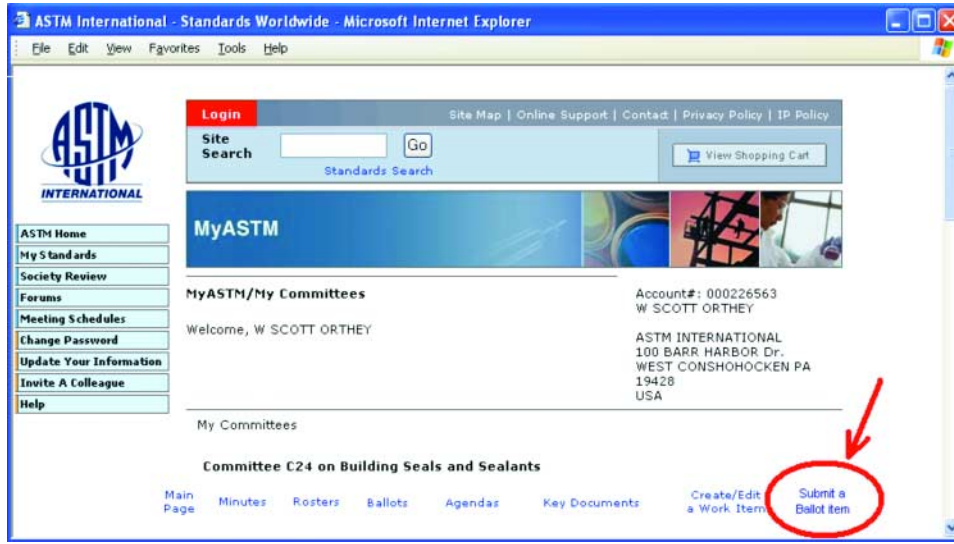 ASTM International - Standards Worldwide - Microsoft Internet Explorer
File Edit View Favorites Tools Help
ASTM
INTERNATIONAL
Login
Site Map | Online Support | Contact | Privacy Policy | IP Policy
Site
Search
Go
Standards Search
View Shopping Cart
MyASTM
ASTM Home
My Standards
Society Review
Forums
Meeting Schedules
Change Password
Update Your Information
Invite A Colleague
Help
MyASTM/My Committees
Welcome, W SCOTT ORTHEY
Account#: 000226563
W SCOTT ORTHEY
ASTM INTERNATIONAL
100 BARR HARBOR Dr.
WEST CONSHOHOCKEN PA
19428
USA
My Committees
Committee C24 on Building Seals and Sealants
Main
Page
Minutes
Rosters
Ballots
Agendas
Key Documents
Create/Edit
a Work Item
Submit a
Ballot item